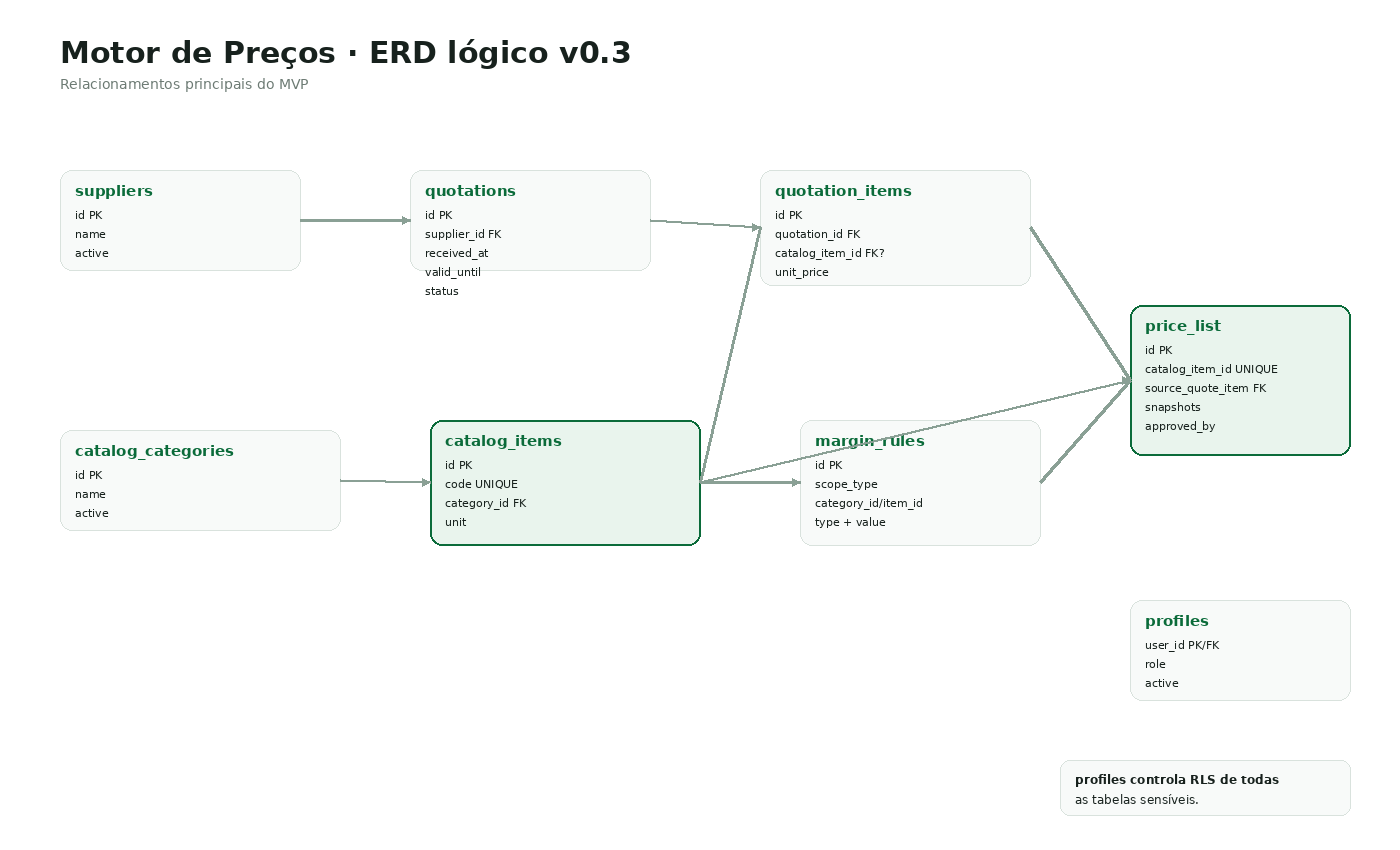 Motor de Preços · ERD lógico v0.3
Relacionamentos principais do MVP
suppliers
id PK
name
active
quotations
id PK
supplier_id FK
received_at
valid_until
status
quotation_items
id PK
quotation_id FK
catalog_item_id FK?
unit_price
price_list
id PK
catalog_item_id UNIQUE
source_quote_item FK
snapshots
approved_by
catalog_categories
id PK
name
active
catalog_items
id PK
code UNIQUE
category_id FK
unit
margin_rules
id PK
scope_type
category_id/item_id
type + value
profiles
user_id PK/FK
role
active
profiles controla RLS de todas
as tabelas sensíveis.